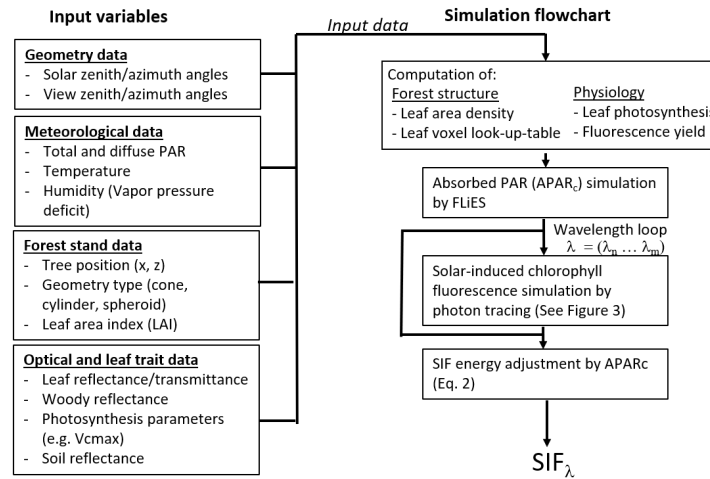 Input variables
Geometry data
- Solar zenith/azimuth angles
- View zenith/azimuth angles
Meteorological data
- Total and diffuse PAR
- Temperature
- Humidity (Vapor pressure
deficit)
Forest stand data
- Tree position (x, z)
- Geometry type (cone,
cylinder, spheroid)
- Leaf area index (LAI)
Optical and leaf trait data
- Leaf reflectance/transmittance
- Woody reflectance
- Photosynthesis parameters
(e.g. Vcmax)
- Soil reflectance
Input data
Simulation flowchart
Computation of:
Forest structure
- Leaf area density
- Leaf voxel look-up-table
Physiology
- Leaf photosynthesis
- Fluorescence yield
Absorbed PAR (APARc) simulation
by FLiES
Wavelength loop
λ = (λn ... λm)
Solar-induced chlorophyll
fluorescence simulation by
photon tracing (See Figure 3)
SIF energy adjustment by APARc
(Eq. 2)
SIFλ